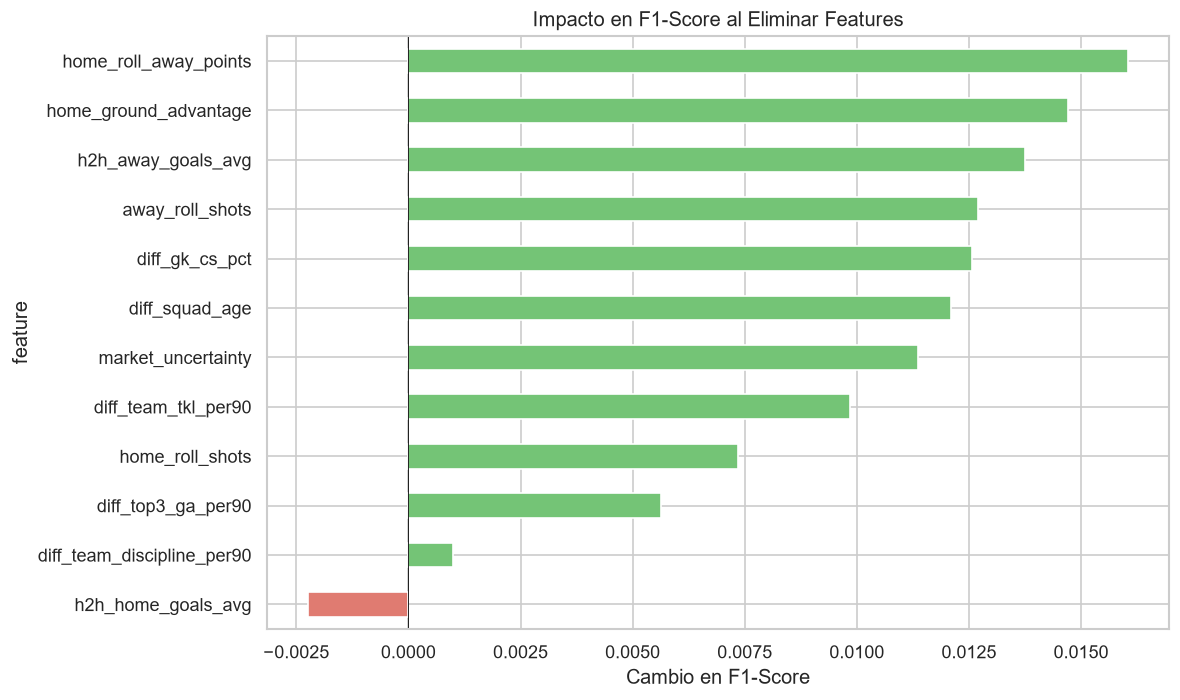 Impacto en F1-Score al Eliminar Features
feature
home_roll_away_points
home_ground_advantage
h2h_away_goals_avg
away_roll_shots
diff_gk_cs_pct
diff_squad_age
market_uncertainty
diff_team_tkl_per90
home_roll_shots
diff_top3_ga_per90
diff_team_discipline_per90
h2h_home_goals_avg
−0.0025 0.0000 0.0025 0.0050 0.0075 0.0100 0.0125 0.0150
Cambio en F1-Score